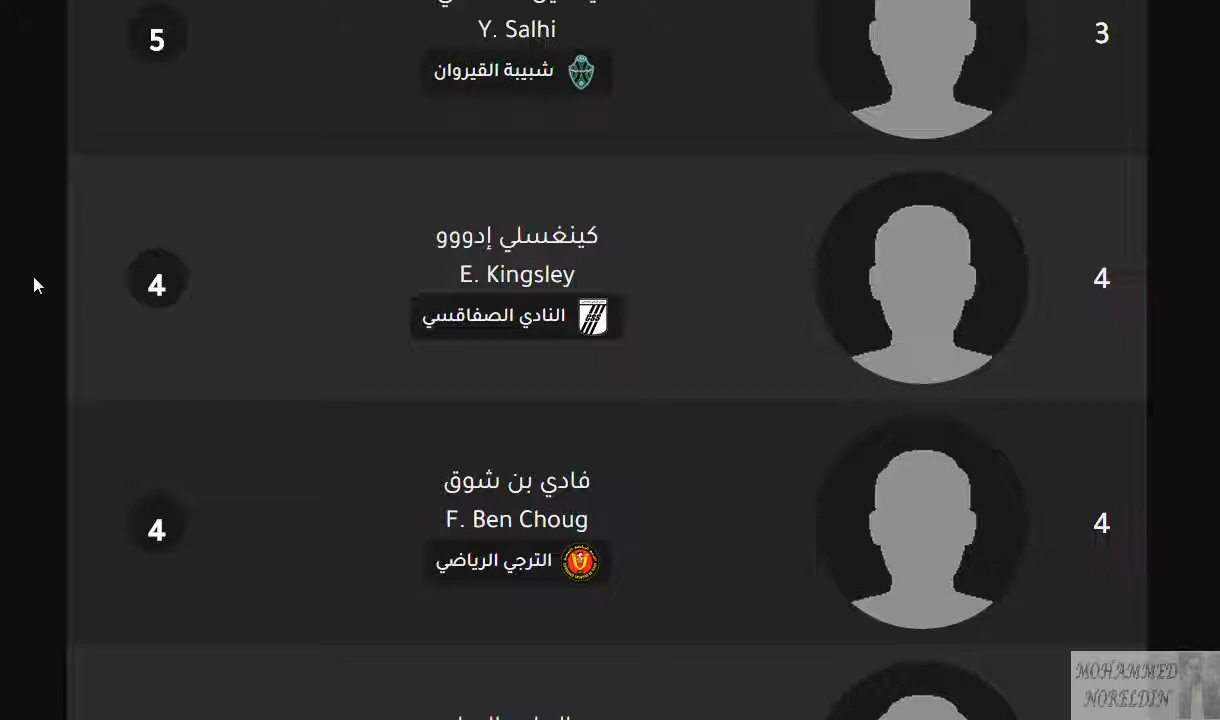 3
Y. Salhi
شبيبة القيروان
5
4
كينغسلي إدووو
E. Kingsley
النادي الصفاقسي
4
4
فادي بن شوق
F. Ben Choug
الترجي الرياضي
4
MOHAMMED
NORELDIN